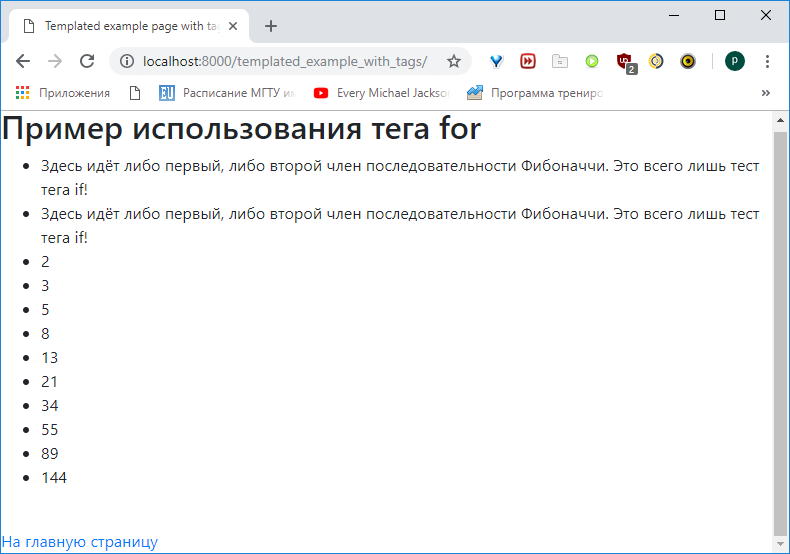 Templated example page with tag
localhost:8000/templated_example_with_tags/
2
p
Приложения
Расписание МГТУ им
Every Michael Jackso
Программа трениро
»
Пример использования тега for
Здесь идёт либо первый, либо второй член последовательности Фибоначчи. Это всего лишь тест
тега if!
Здесь идёт либо первый, либо второй член последовательности Фибоначчи. Это всего лишь тест
тега if!
2
3
5
8
13
21
34
55
89
144
На главную страницу